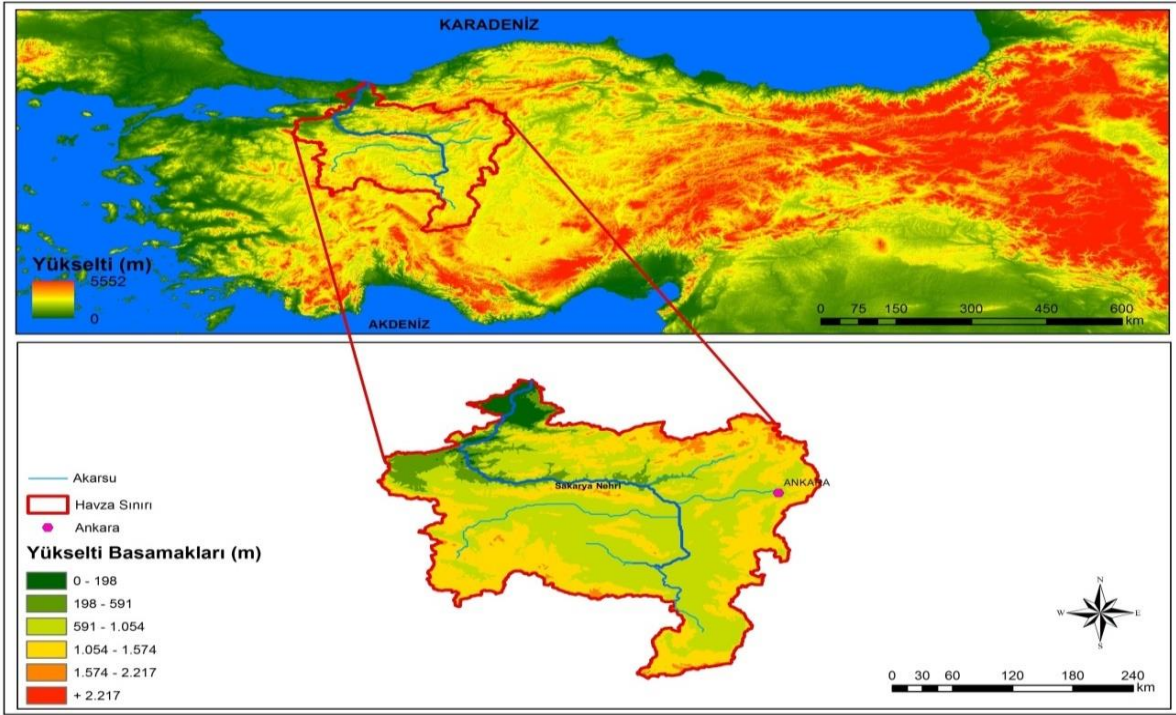 KARADENİZ
Yükselti (m)
5552
0
AKDENİZ
0 75 150 300 450 600
km
Akarsu
Havza Sınırı
Ankara
Yükselti Basamakları (m)
0 - 198
198 - 591
591 - 1.054
1.054 - 1.574
1.574 - 2.217
+ 2.217
Sakarya Nehri
ANKARA
N
W E
S
0 30 60 120 180 240
km